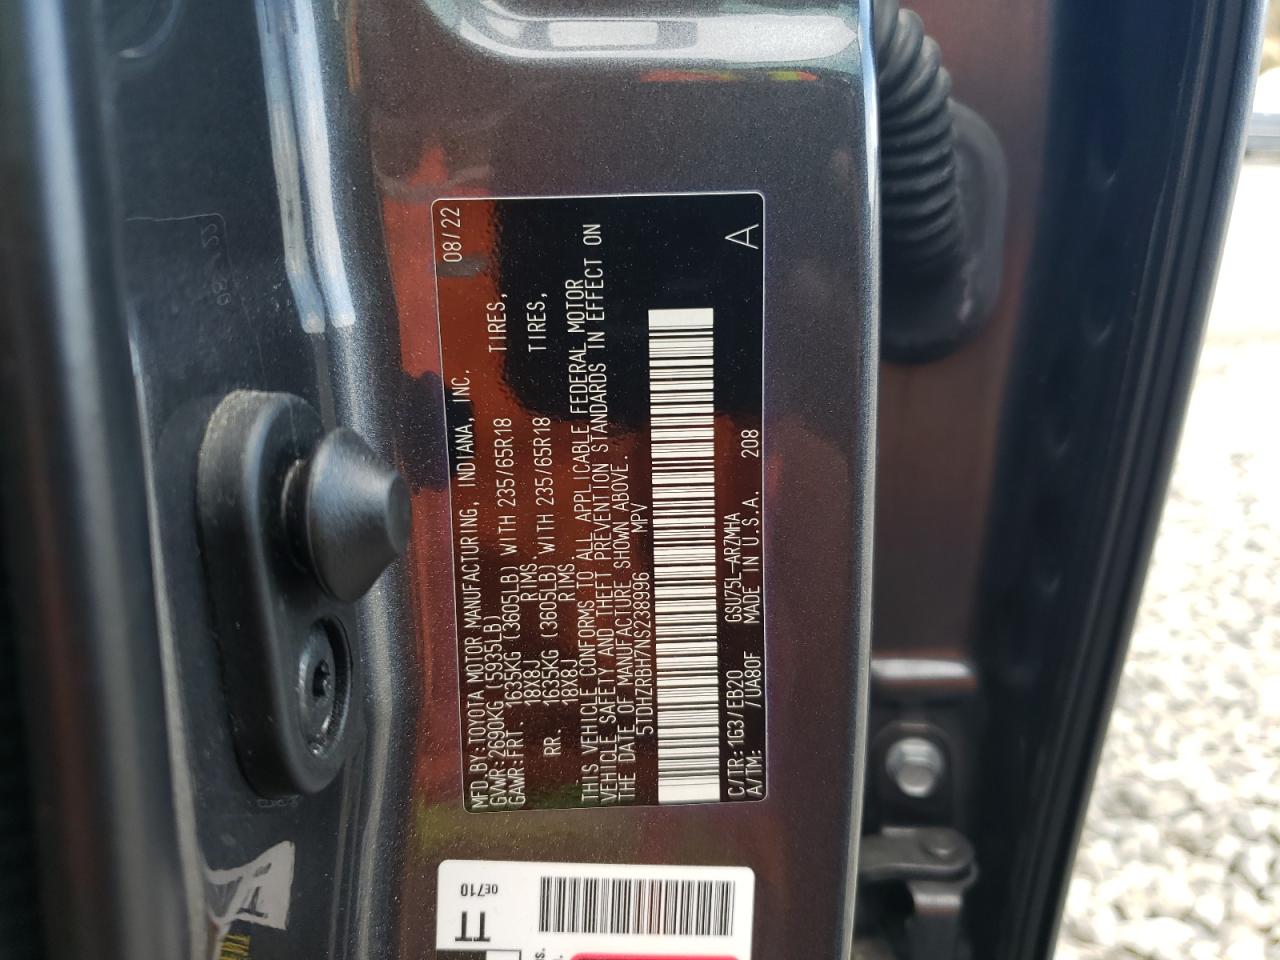 MFD.BY:TOYOTA MOTOR MANUFACTURING, INDIANA, INC. 08/22
GVWR:2690KG (5935LB)
GAWR:FRT. 1635KG (3605LB) WITH 235/65R18 TIRES,
18X8J RIMS.
RR. 1635KG (3605LB) WITH 235/65R18 TIRES,
18X8J RIMS.
THIS VEHICLE CONFORMS TO ALL APPLICABLE FEDERAL MOTOR
VEHICLE SAFETY AND THEFT PREVENTION STANDARDS IN EFFECT ON
THE DATE OF MANUFACTURE SHOWN ABOVE.
5TDHZRBH7NS238996 MPV
C/TR:1G3/EB20 GSU75L-ARZMHA
A/TM: /UA80F MADE IN U.S.A. 208 A
0E710